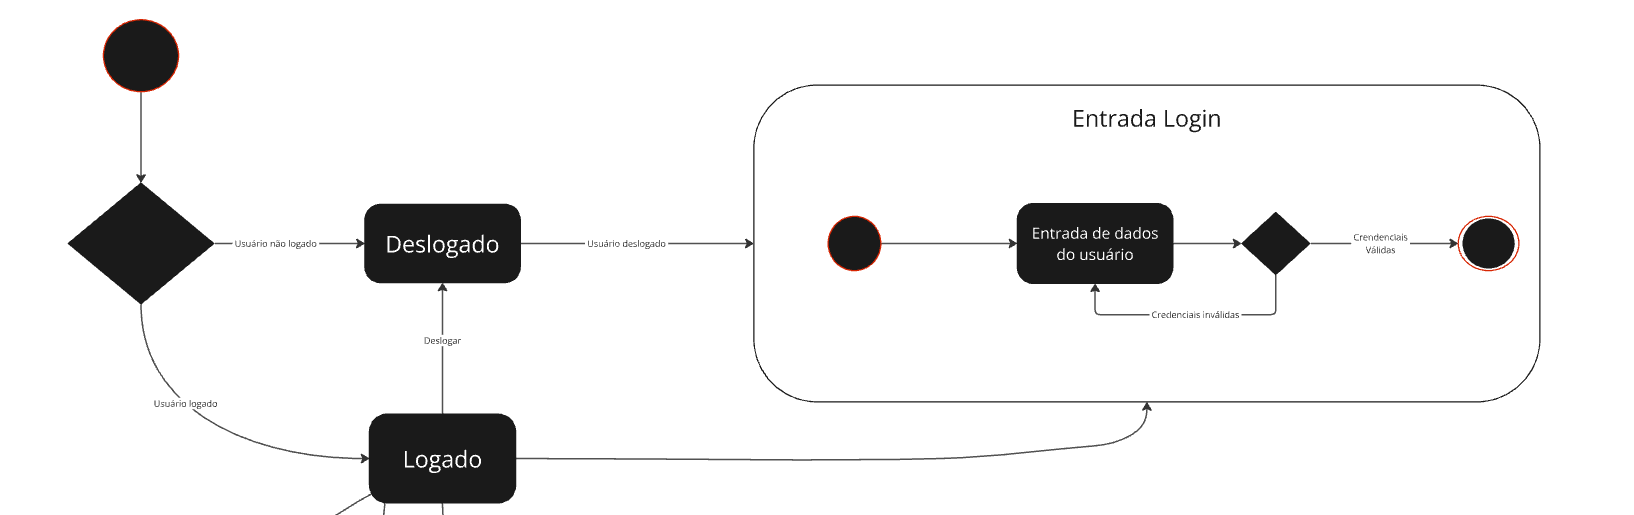 Entrada Login
Usuário não logado
Deslogado
Usuário deslogado
Entrada de dados
do usuário
Crendenciais
Válidas
Credenciais inválidas
Deslogar
Usuário logado
Logado